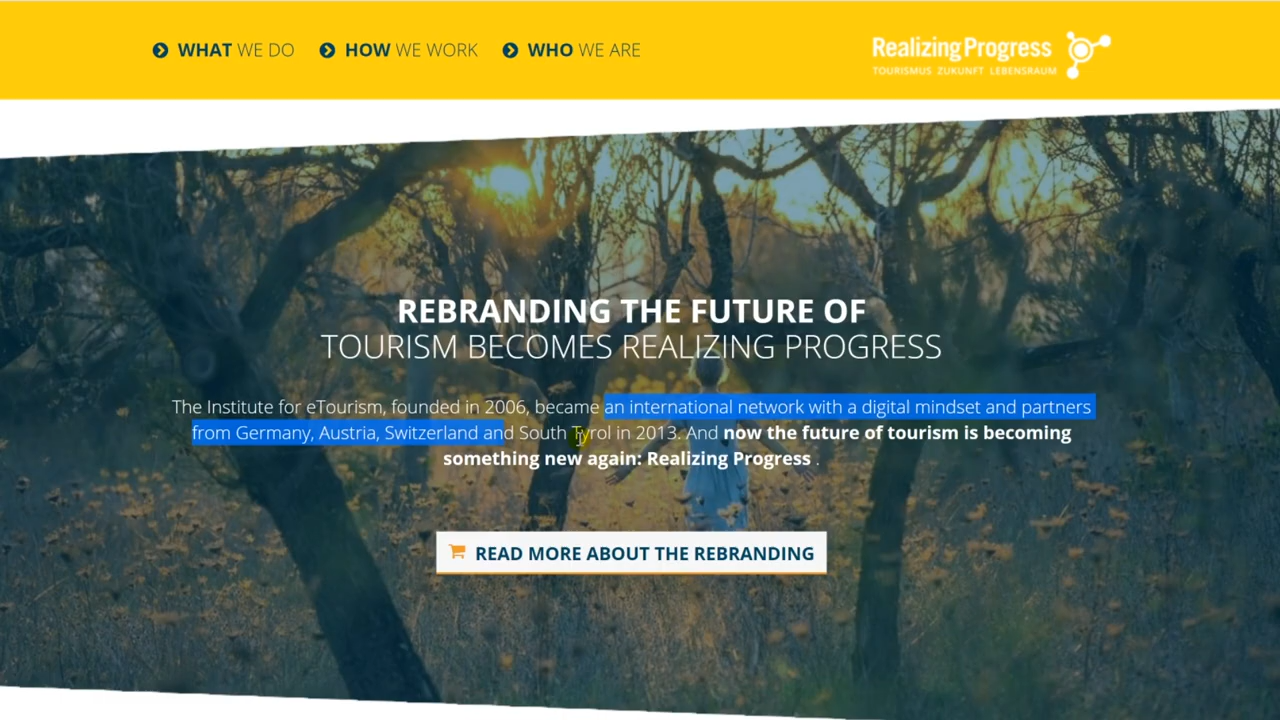 WHAT WE DO
HOW WE WORK
WHO WE ARE
Realizing Progress
TOURISMUS ZUKUNFT LEBENSRAUM
REBRANDING THE FUTURE OF
TOURISM BECOMES REALIZING PROGRESS
The Institute for eTourism, founded in 2006, became an international network with a digital mindset and partners
from Germany, Austria, Switzerland and South Tyrol in 2013. And now the future of tourism is becoming
something new again: Realizing Progress .
READ MORE ABOUT THE REBRANDING